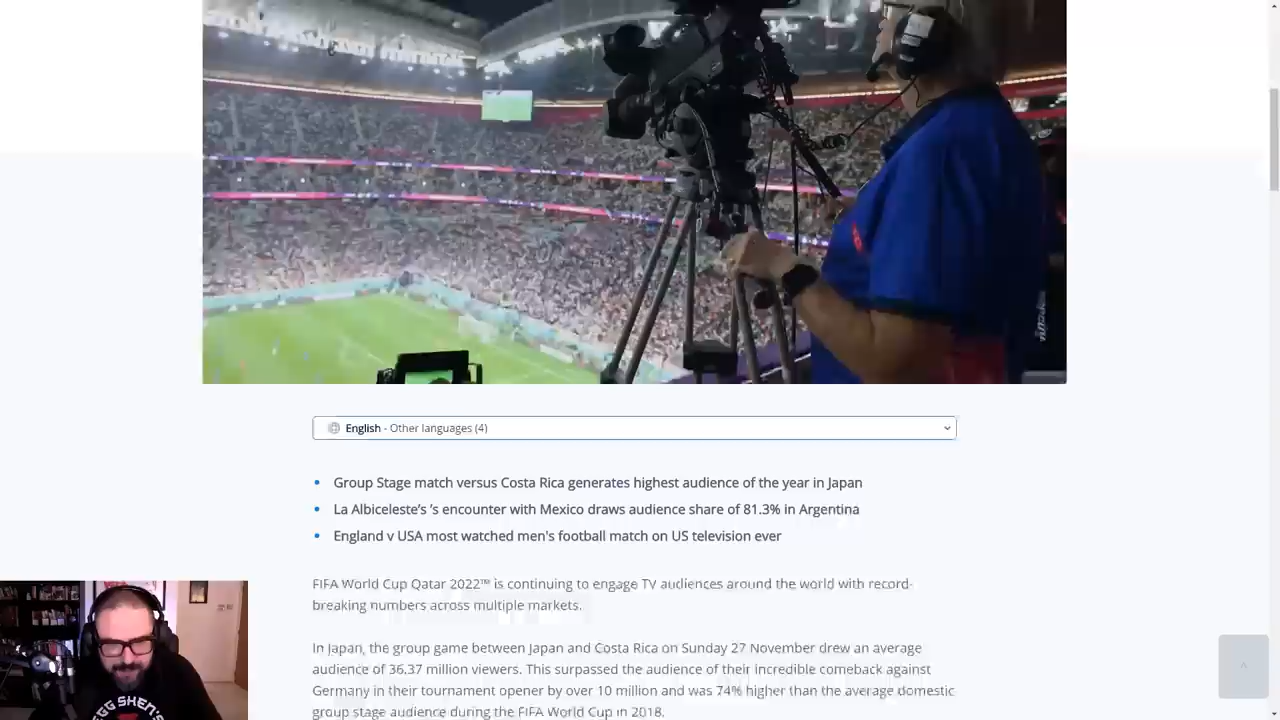 English - Other languages (4)
Group Stage match versus Costa Rica generates highest audience of the year in Japan
La Albiceleste's 's encounter with Mexico draws audience share of 81.3% in Argentina
England v USA most watched men's football match on US television ever
FIFA World Cup Qatar 2022™ is continuing to engage TV audiences around the world with record-
breaking numbers across multiple markets.
In Japan, the group game between Japan and Costa Rica on Sunday 27 November drew an average
audience of 36.37 million viewers. This surpassed the audience of their incredible comeback against
Germany in their tournament opener by over 10 million and was 74% higher than the average domestic
group stage audience during the FIFA World Cup in 2018.